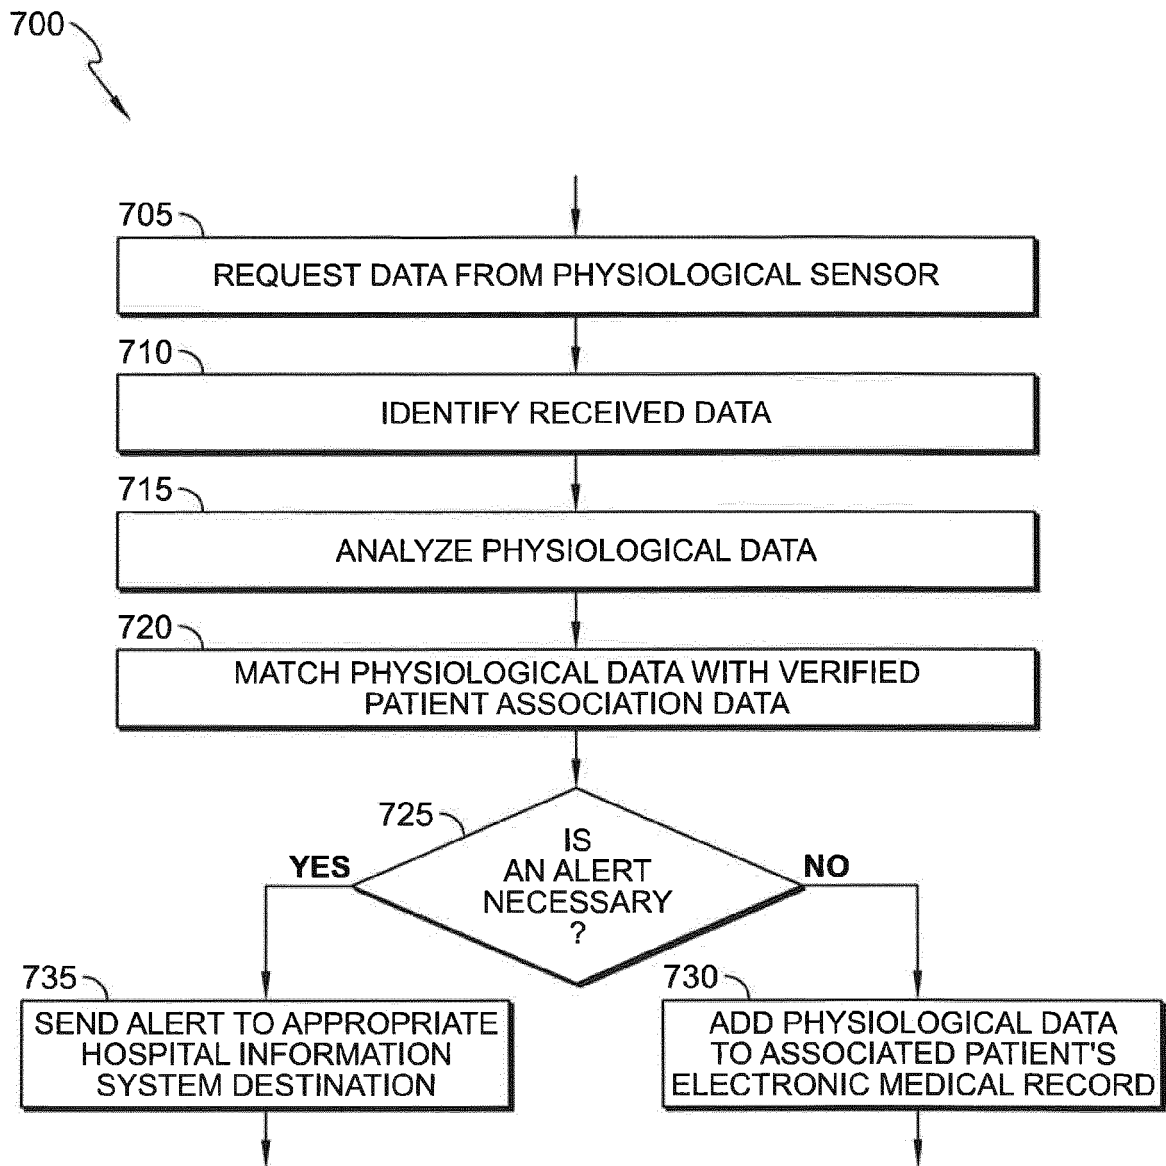 700
705
REQUEST DATA FROM PHYSIOLOGICAL SENSOR
710
IDENTIFY RECEIVED DATA
715
ANALYZE PHYSIOLOGICAL DATA
720
MATCH PHYSIOLOGICAL DATA WITH VERIFIED
PATIENT ASSOCIATION DATA
725
IS
AN ALERT
NECESSARY
?
YES
NO
735
SEND ALERT TO APPROPRIATE
HOSPITAL INFORMATION
SYSTEM DESTINATION
730
ADD PHYSIOLOGICAL DATA
TO ASSOCIATED PATIENT'S
ELECTRONIC MEDICAL RECORD